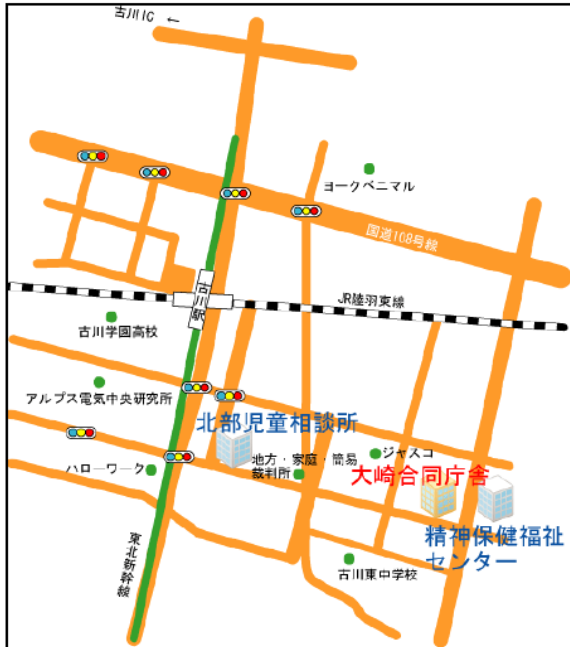 古川IC ←
ヨークベニマル
国道108号線
古川駅
JR陸羽東線
古川学園高校
アルプス電気中央研究所
北部児童相談所
ハローワーク
地方・家庭・簡易
裁判所
ジャスコ
大崎合同庁舎
精神保健福祉
センター
古川東中学校
東北新幹線